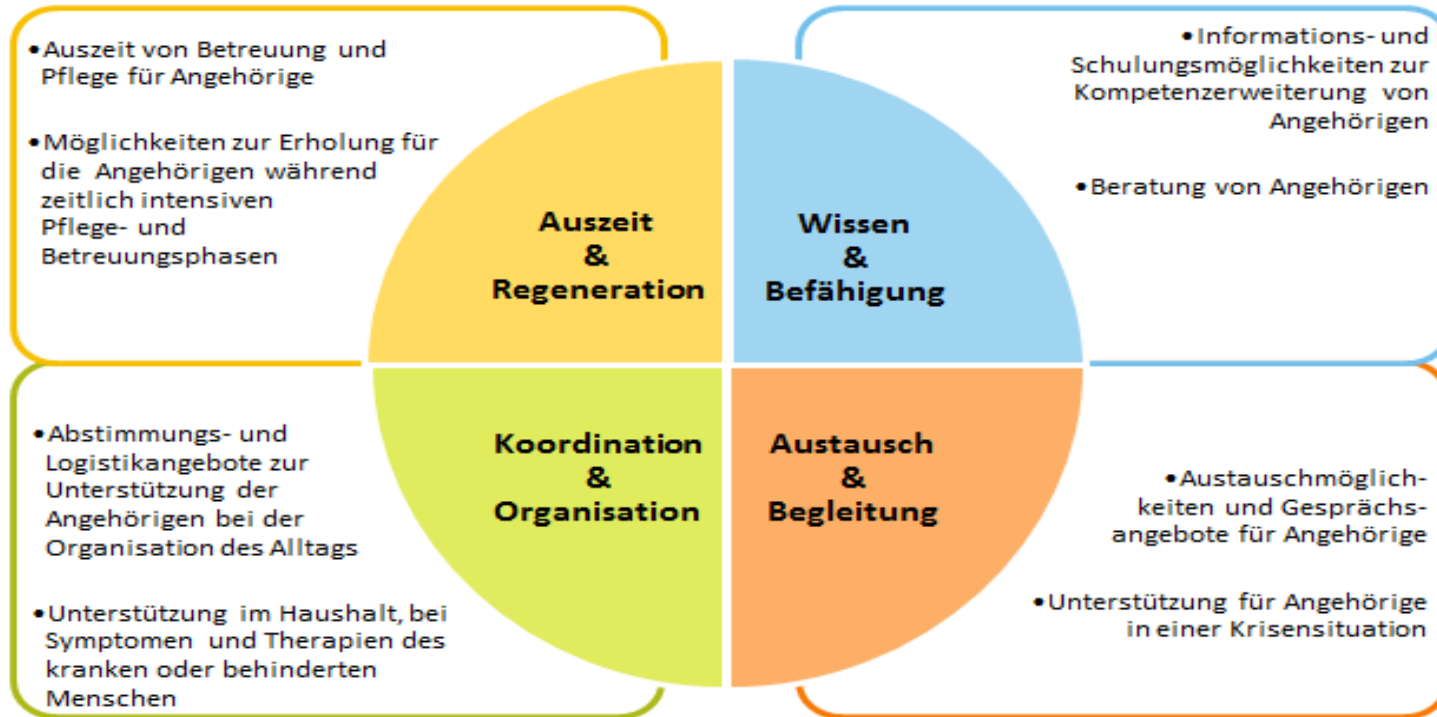 •Auszeit von Betreuung und
Pflege für Angehörige
•Möglichkeiten zur Erholung für
die Angehörigen während
zeitlich intensiven
Pflege- und
Betreuungsphasen
Auszeit
&
Regeneration
Wissen
&
Befähigung
•Informations- und
Schulungsmöglichkeiten zur
Kompetenzerweiterung von
Angehörigen
•Beratung von Angehörigen
•Abstimmungs- und
Logistikangebote zur
Unterstützung der
Angehörigen bei der
Organisation des Alltags
•Unterstützung im Haushalt, bei
Symptomen und Therapien des
kranken oder behinderten
Menschen
Koordination
&
Organisation
Austausch
&
Begleitung
•Austauschmöglich-
keiten und Gesprächs-
angebote für Angehörige
•Unterstützung für Angehörige
in einer Krisensituation